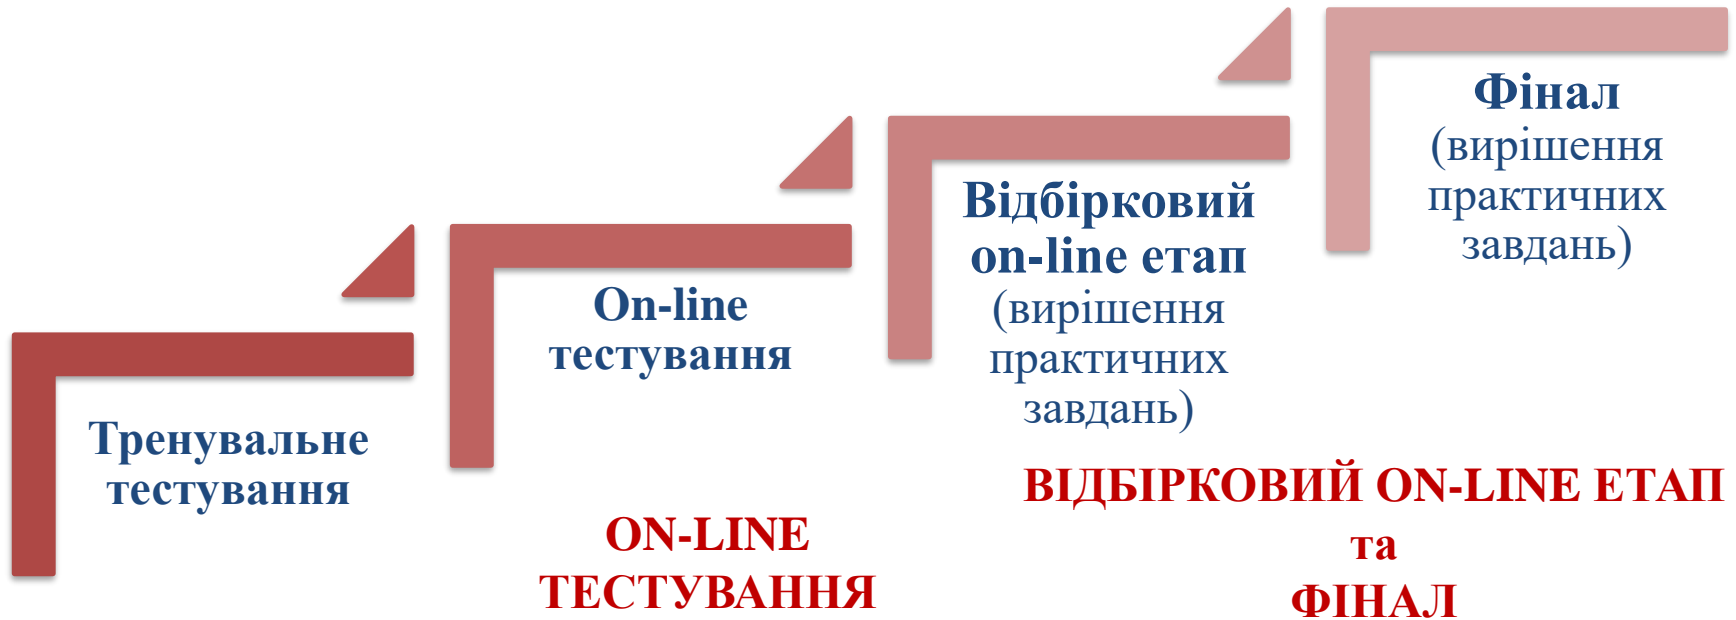 Тренувальне
тестування
On-line
тестування
Відбірковий
on-line етап
(вирішення
практичних
завдань)
Фінал
(вирішення
практичних
завдань)
ON-LINE
ТЕСТУВАННЯ
ВІДБІРКОВИЙ ON-LINE ЕТАП
та
ФІНАЛ